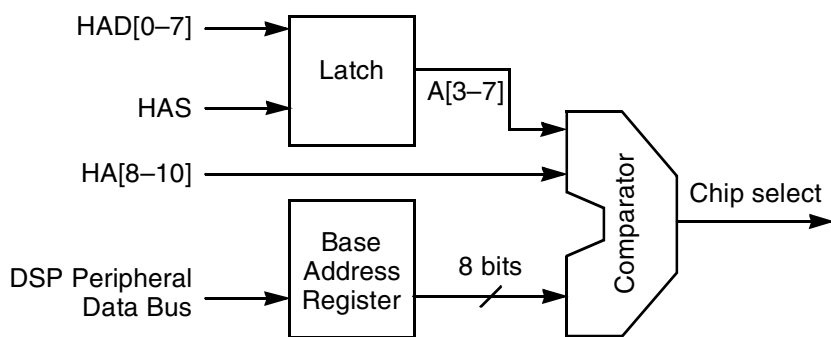 HAD[0–7]
Latch
A[3–7]
HAS
HA[8–10]
Comparator
Chip select
Base
Address
Register
8 bits
DSP Peripheral
Data Bus